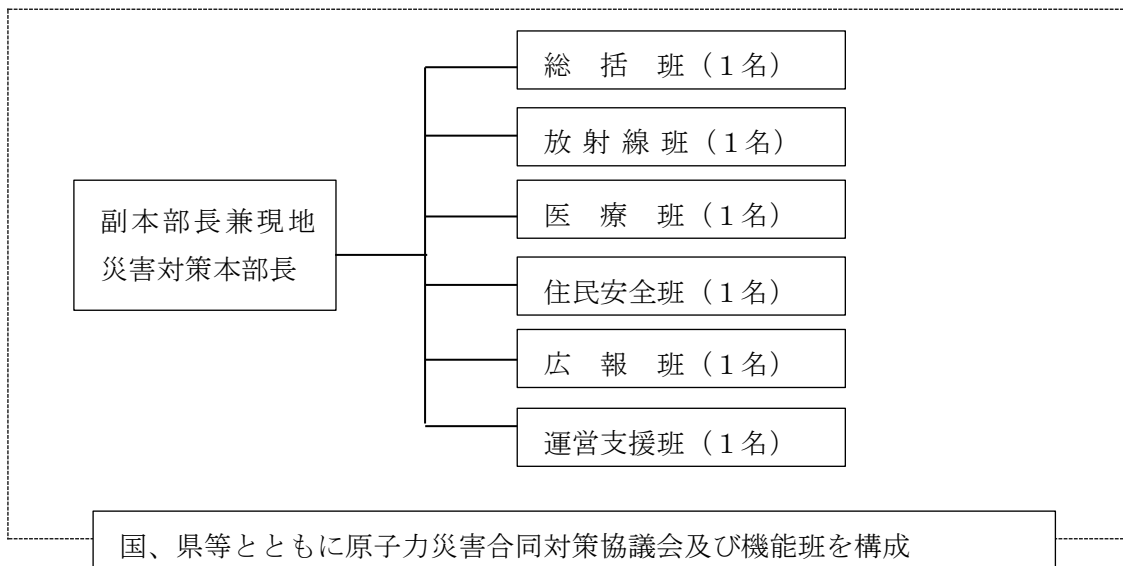 総　括　班（１名）
放 射 線 班（１名）
医　療　班（１名）
副本部長兼現地
災害対策本部長
住民安全班（１名）
広　報　班（１名）
運営支援班（１名）
国、県等とともに原子力災害合同対策協議会及び機能班を構成